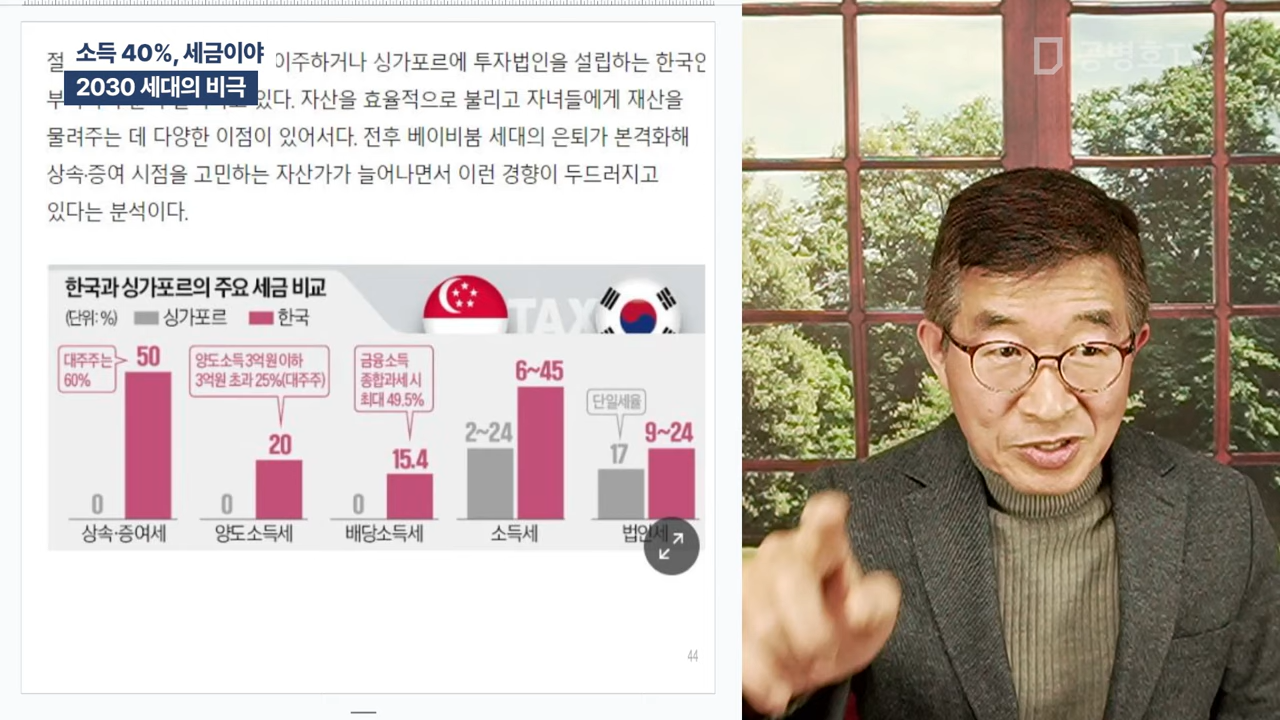 소득 40%, 세금이야
2030 세대의 비극
절
이주하거나 싱가포르에 투자법인을 설립하는 한국인
부
있다. 자산을 효율적으로 불리고 자녀들에게 재산을
물려주는 데 다양한 이점이 있어서다. 전후 베이비붐 세대의 은퇴가 본격화해
상속·증여 시점을 고민하는 자산가가 늘어나면서 이런 경향이 두드러지고
있다는 분석이다.
한국과 싱가포르의 주요 세금 비교
TAX
(단위: %) 싱가포르 한국
대주주는
60%
50
0
상속·증여세
양도소득 3억원 이하
3억원 초과 25%(대주주)
20
0
양도소득세
금융소득
종합과세 시
최대 49.5%
15.4
0
배당소득세
6~45
2~24
소득세
단일세율
17
9~24
법인세
44
공병호T